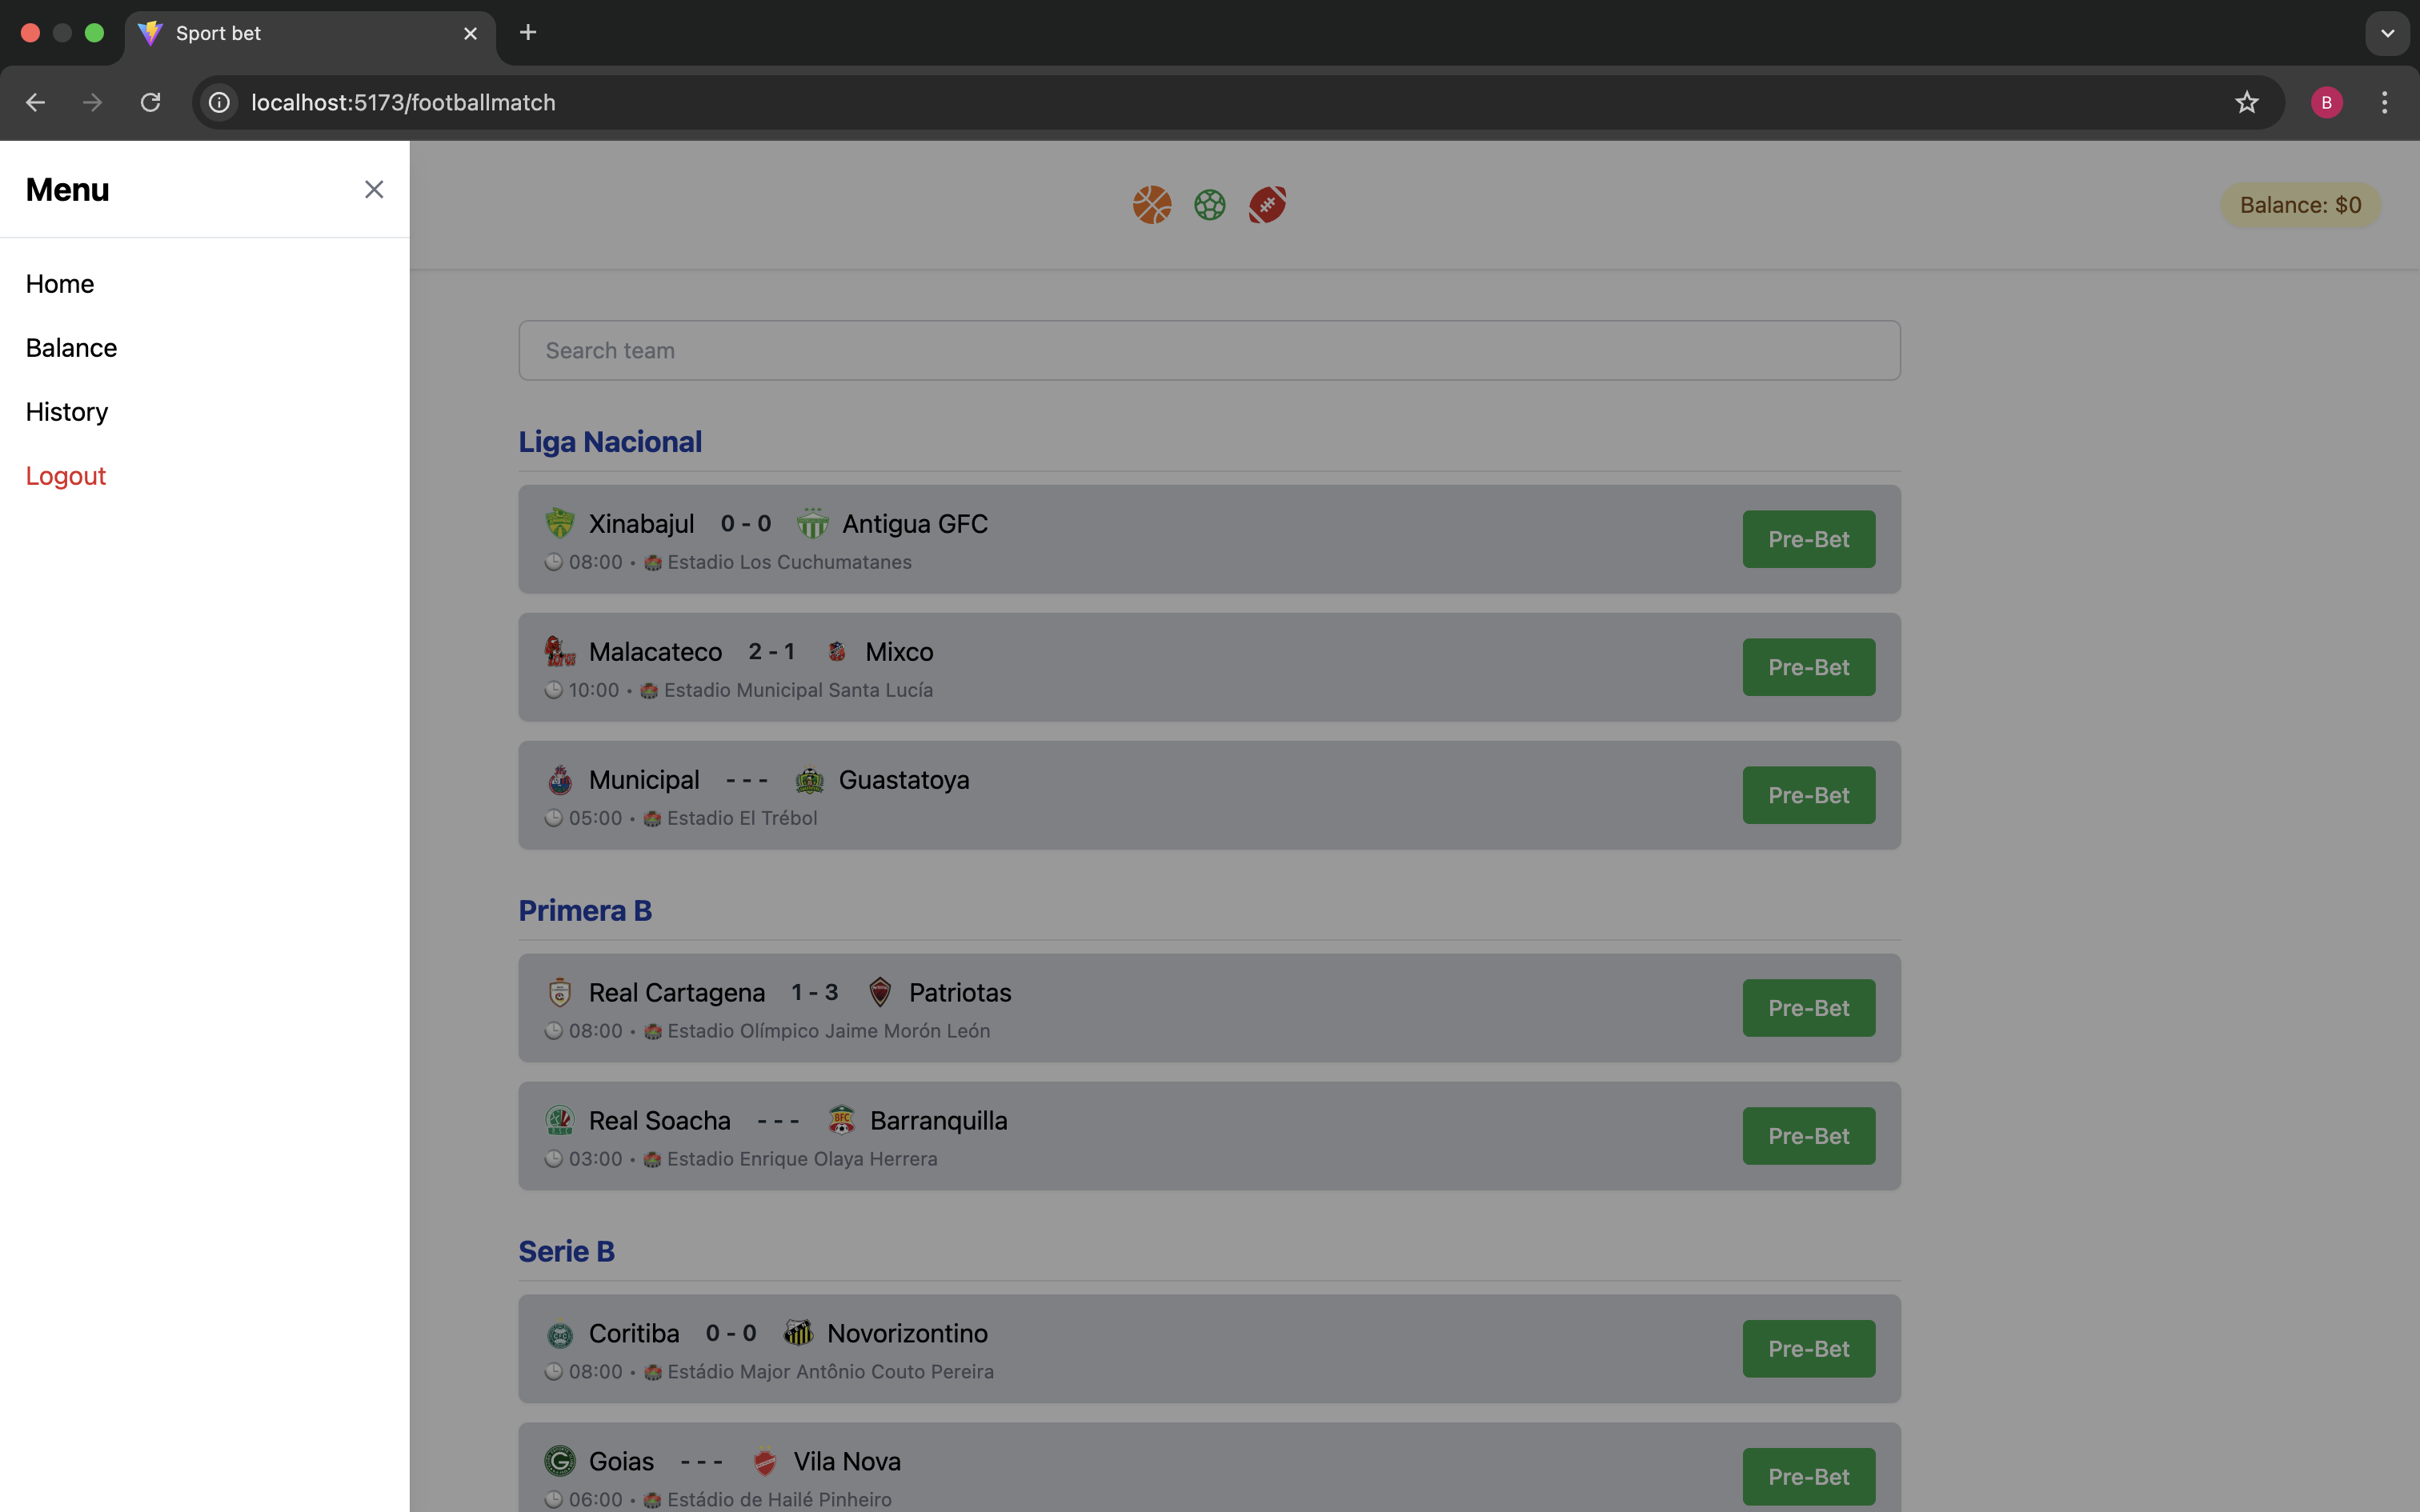 Sport bet
localhost:5173/footballmatch
B
Menu
Home
Balance
History
Logout
Balance: $0
Search team
Liga Nacional
Xinabajul 0 - 0 Antigua GFC
08:00 • Estadio Los Cuchumatanes
Pre-Bet
Malacateco 2 - 1 Mixco
10:00 • Estadio Municipal Santa Lucía
Pre-Bet
Municipal - - - Guastatoya
05:00 • Estadio El Trébol
Pre-Bet
Primera B
Real Cartagena 1 - 3 Patriotas
08:00 • Estadio Olímpico Jaime Morón León
Pre-Bet
Real Soacha - - - BFC Barranquilla
03:00 • Estadio Enrique Olaya Herrera
Pre-Bet
Serie B
Coritiba 0 - 0 Novorizontino
08:00 • Estádio Major Antônio Couto Pereira
Pre-Bet
G Goias - - - Vila Nova
06:00 • Estádio de Hailé Pinheiro
Pre-Bet